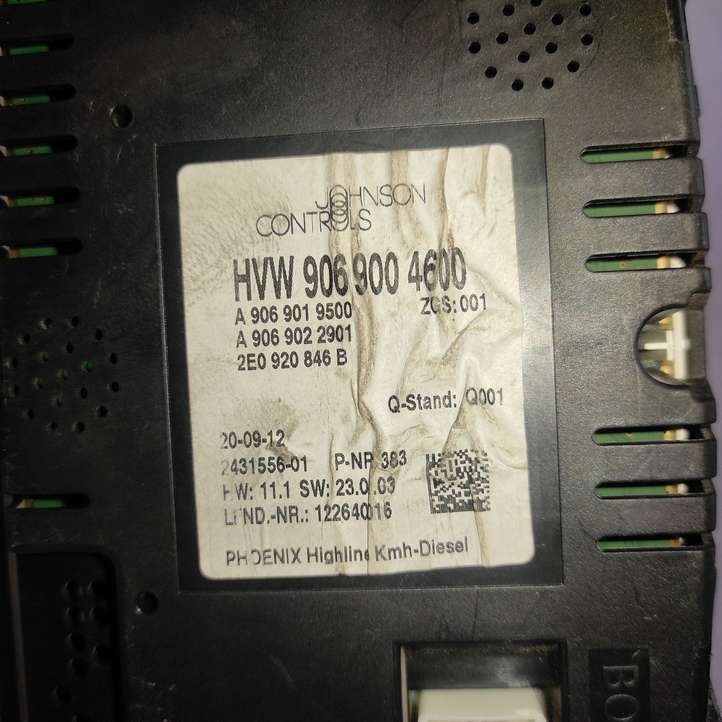 JOHNSON
CONTROLS
HVW 906 900 4600
A 906 901 9500 ZGS: 001
A 906 902 2901
2E0 920 846 B
Q-Stand: Q001
20-09-12
2431556-01 P-NR 383
HW: 11.1 SW: 23.0 .03
LFND.-NR.: 122640016
PHOENIX Highline Kmh-Diesel
BO